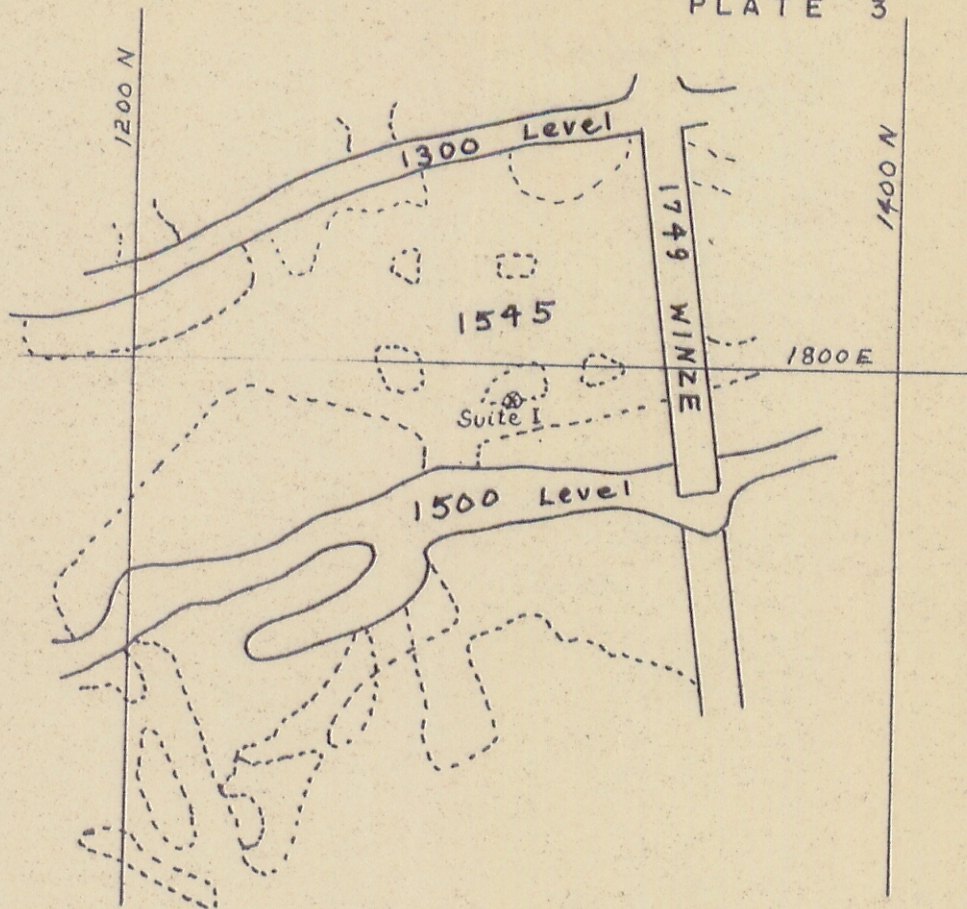 PLATE 3
1200 N
1300 Level
1400 N
1749 WINZE
1545
1800 E
Suite I
1500 Level